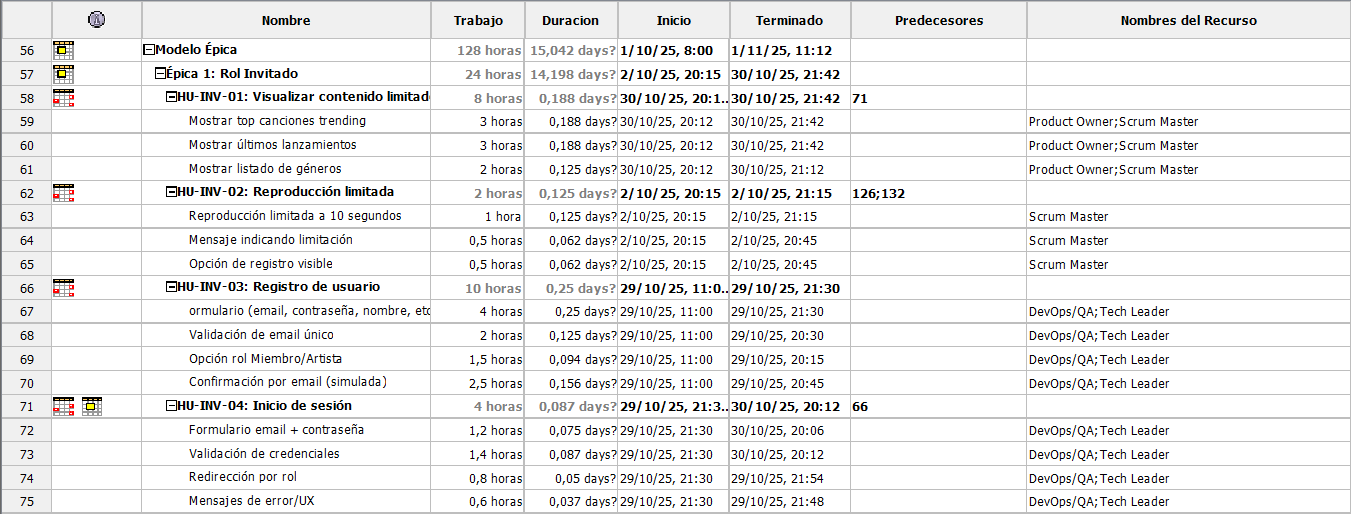 Nombre Trabajo Duracion Inicio Terminado Predecesores Nombres del Recurso
56 Modelo Épica 128 horas 15,042 days? 1/10/25, 8:00 1/11/25, 11:12
57 Épica 1: Rol Invitado 24 horas 14,198 days? 2/10/25, 20:15 30/10/25, 21:42
58 HU-INV-01: Visualizar contenido limitad 8 horas 0,188 days? 30/10/25, 20:1... 30/10/25, 21:42 71
59 Mostrar top canciones trending 3 horas 0,188 days? 30/10/25, 20:12 30/10/25, 21:42 Product Owner;Scrum Master
60 Mostrar últimos lanzamientos 3 horas 0,188 days? 30/10/25, 20:12 30/10/25, 21:42 Product Owner;Scrum Master
61 Mostrar listado de géneros 2 horas 0,125 days? 30/10/25, 20:12 30/10/25, 21:12 Product Owner;Scrum Master
62 HU-INV-02: Reproducción limitada 2 horas 0,125 days? 2/10/25, 20:15 2/10/25, 21:15 126;132
63 Reproducción limitada a 10 segundos 1 hora 0,125 days? 2/10/25, 20:15 2/10/25, 21:15 Scrum Master
64 Mensaje indicando limitación 0,5 horas 0,062 days? 2/10/25, 20:15 2/10/25, 20:45 Scrum Master
65 Opción de registro visible 0,5 horas 0,062 days? 2/10/25, 20:15 2/10/25, 20:45 Scrum Master
66 HU-INV-03: Registro de usuario 10 horas 0,25 days? 29/10/25, 11:0... 29/10/25, 21:30
67 ormulario (email, contraseña, nombre, etc 4 horas 0,25 days? 29/10/25, 11:00 29/10/25, 21:30 DevOps/QA;Tech Leader
68 Validación de email único 2 horas 0,125 days? 29/10/25, 11:00 29/10/25, 20:30 DevOps/QA;Tech Leader
69 Opción rol Miembro/Artista 1,5 horas 0,094 days? 29/10/25, 11:00 29/10/25, 20:15 DevOps/QA;Tech Leader
70 Confirmación por email (simulada) 2,5 horas 0,156 days? 29/10/25, 11:00 29/10/25, 20:45 DevOps/QA;Tech Leader
71 HU-INV-04: Inicio de sesión 4 horas 0,087 days? 29/10/25, 21:3... 30/10/25, 20:12 66
72 Formulario email + contraseña 1,2 horas 0,075 days? 29/10/25, 21:30 30/10/25, 20:06 DevOps/QA;Tech Leader
73 Validación de credenciales 1,4 horas 0,087 days? 29/10/25, 21:30 30/10/25, 20:12 DevOps/QA;Tech Leader
74 Redirección por rol 0,8 horas 0,05 days? 29/10/25, 21:30 29/10/25, 21:54 DevOps/QA;Tech Leader
75 Mensajes de error/UX 0,6 horas 0,037 days? 29/10/25, 21:30 29/10/25, 21:48 DevOps/QA;Tech Leader